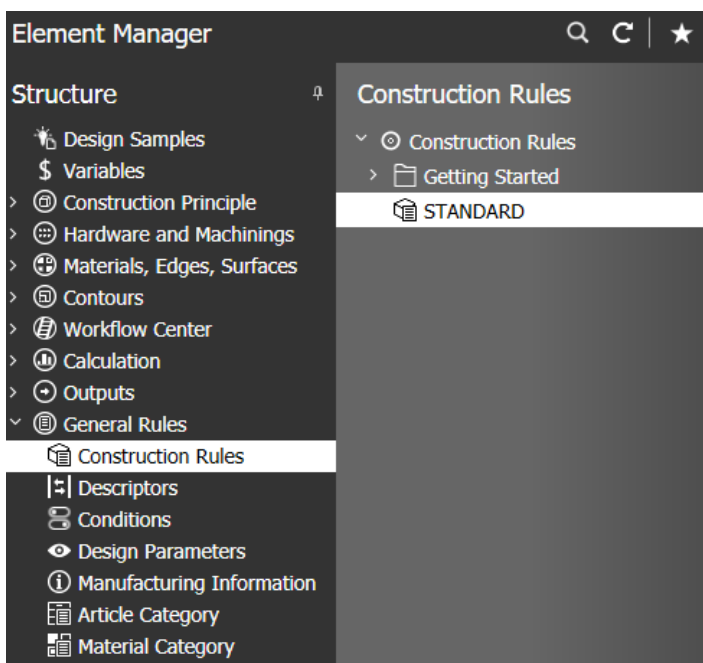 Element Manager
Structure
Design Samples
$ Variables
Construction Principle
Hardware and Machinings
Materials, Edges, Surfaces
Contours
Workflow Center
Calculation
Outputs
General Rules
Construction Rules
Descriptors
Conditions
Design Parameters
Manufacturing Information
Article Category
Material Category
Construction Rules
Construction Rules
Getting Started
STANDARD